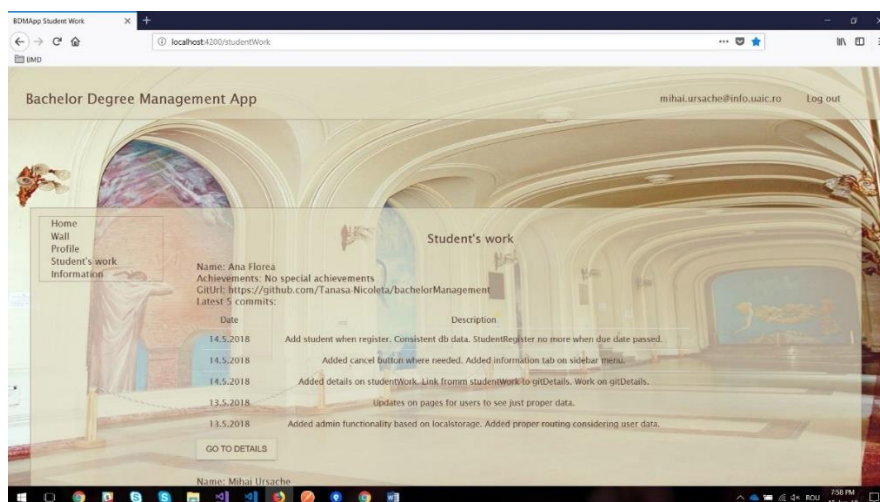 BDMApp Student Work
localhost:4200/studentWork
BMD
Bachelor Degree Management App
mihai.ursache@info.uaic.ro Log out
Home
Wall
Profile
Student's work
Information
Student's work
Name: Ana Florea
Achievements: No special achievements
GitUrl: https://github.com/Tanasa-Nicoleta/bachelorManagement
Latest 5 commits:
Date Description
14.5.2018 Add student when register. Consistent db data. StudentRegister no more when due date passed.
14.5.2018 Added cancel button where needed. Added information tab on sidebar menu.
14.5.2018 Added details on studentWork. Link fromm studentWork to gitDetails. Work on gitDetails.
13.5.2018 Updates on pages for users to see just proper data.
13.5.2018 Added admin functionality based on localstorage. Added proper routing considering user data.
GO TO DETAILS
Name: Mihai Ursache
ROU 7:58 PM